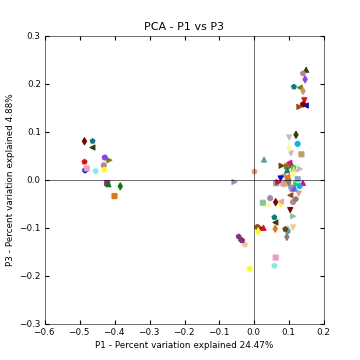 PCA - P1 vs P3
0.3
0.2
0.1
0.0
−0.1
−0.2
−0.3
P3 - Percent variation explained 4.88%
−0.6 −0.5 −0.4 −0.3 −0.2 −0.1 0.0 0.1 0.2
P1 - Percent variation explained 24.47%